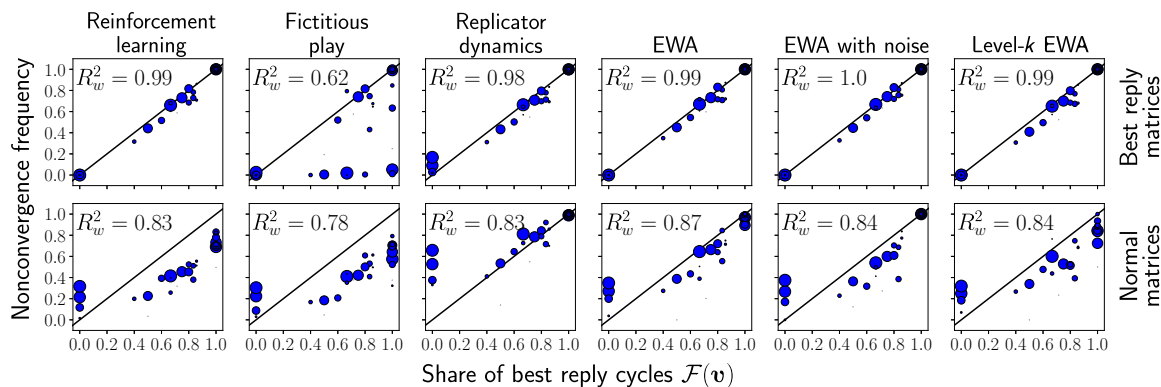 Reinforcement
learning
Fictitious
play
Replicator
dynamics
EWA
EWA with noise
Level-k EWA
Nonconvergence frequency
1.0
0.8
0.6
0.4
0.2
0.0
R²w = 0.99
R²w = 0.62
R²w = 0.98
R²w = 0.99
R²w = 1.0
R²w = 0.99
Best reply
matrices
1.0
0.8
0.6
0.4
0.2
0.0
R²w = 0.83
R²w = 0.78
R²w = 0.83
R²w = 0.87
R²w = 0.84
R²w = 0.84
Normal
matrices
0.0 0.2 0.4 0.6 0.8 1.0
0.0 0.2 0.4 0.6 0.8 1.0
0.0 0.2 0.4 0.6 0.8 1.0
0.0 0.2 0.4 0.6 0.8 1.0
0.0 0.2 0.4 0.6 0.8 1.0
0.0 0.2 0.4 0.6 0.8 1.0
Share of best reply cycles ℱ(𝒗)